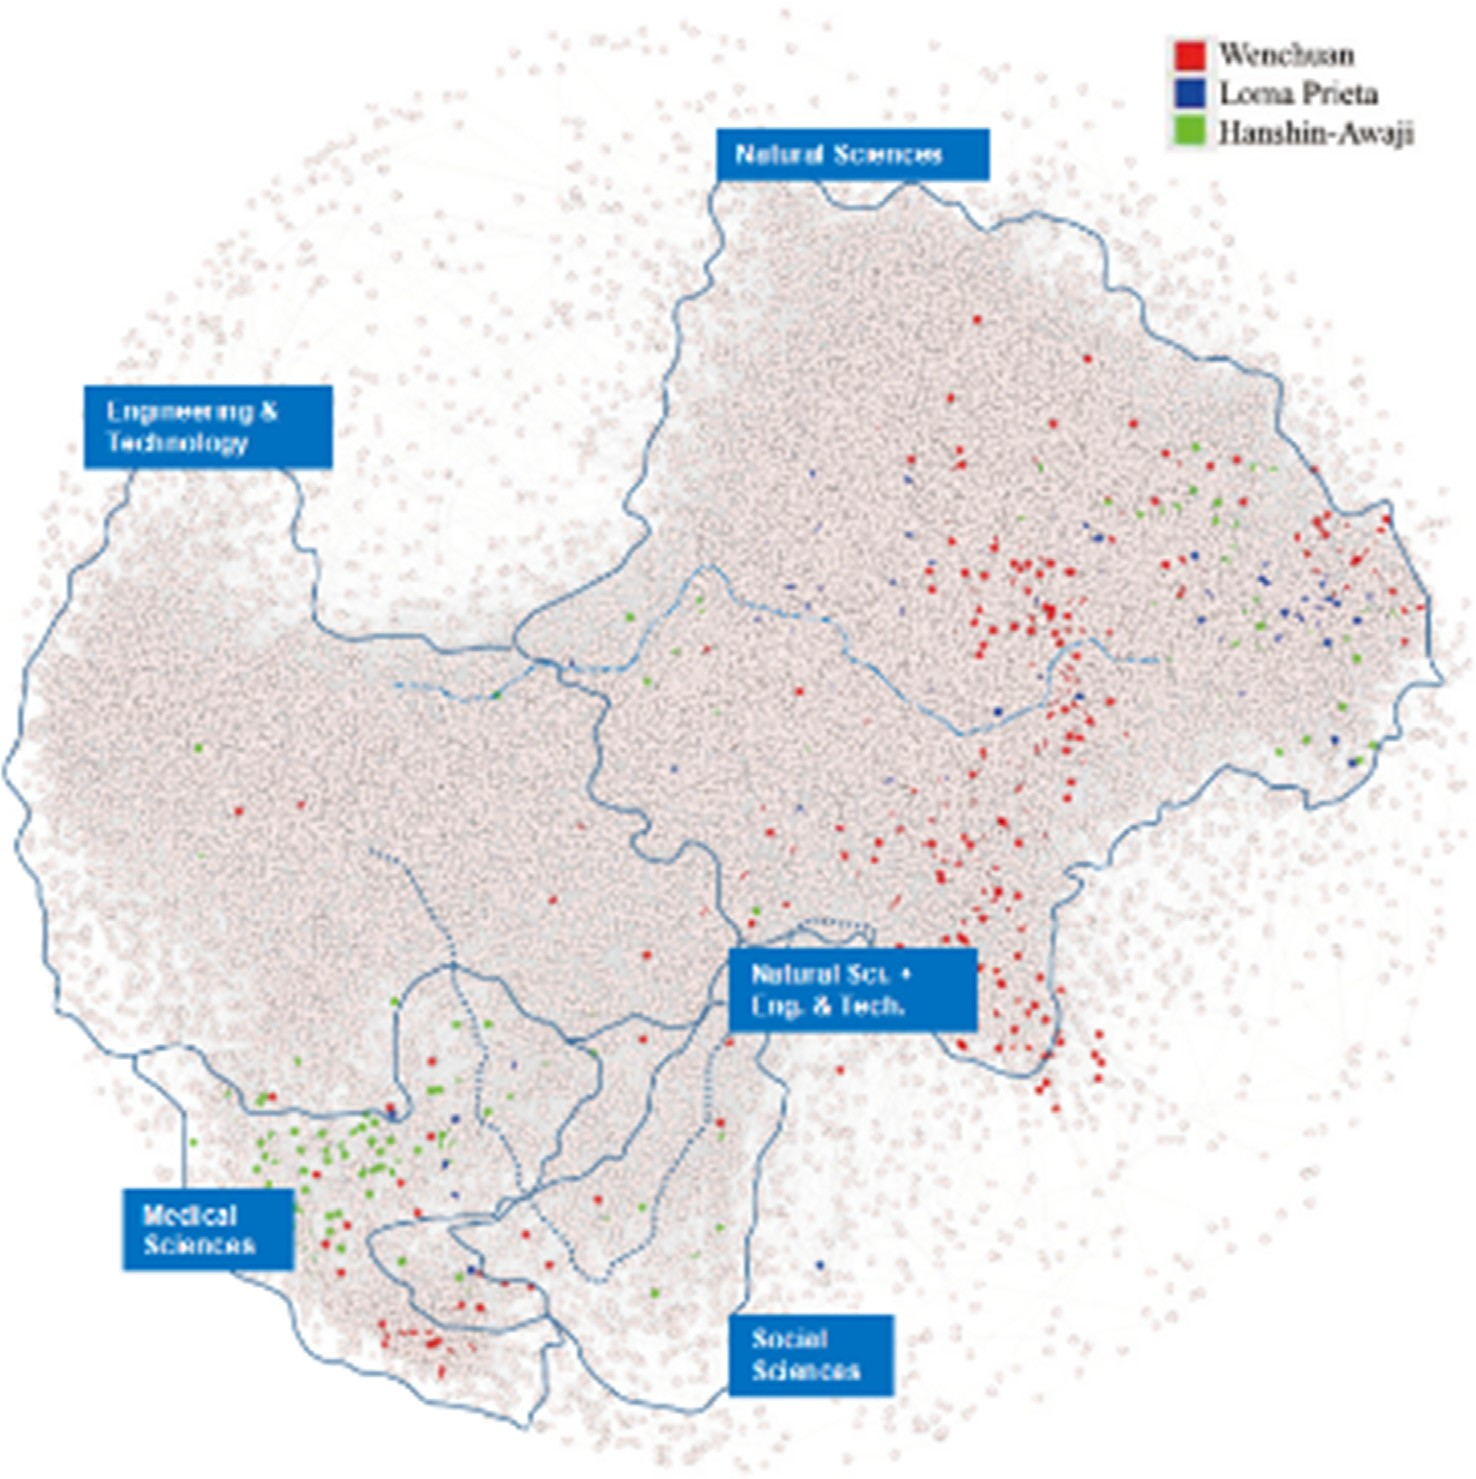 Wenchuan
Loma Prieta
Hanshin-Awaji
Natural Sciences
Engineering &
Technology
Natural Sci. +
Eng. & Tech.
Medical
Sciences
Social
Sciences